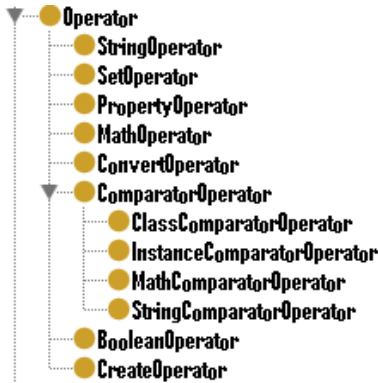 Operator
StringOperator
SetOperator
PropertyOperator
MathOperator
ConvertOperator
ComparatorOperator
ClassComparatorOperator
InstanceComparatorOperator
MathComparatorOperator
StringComparatorOperator
BooleanOperator
CreateOperator